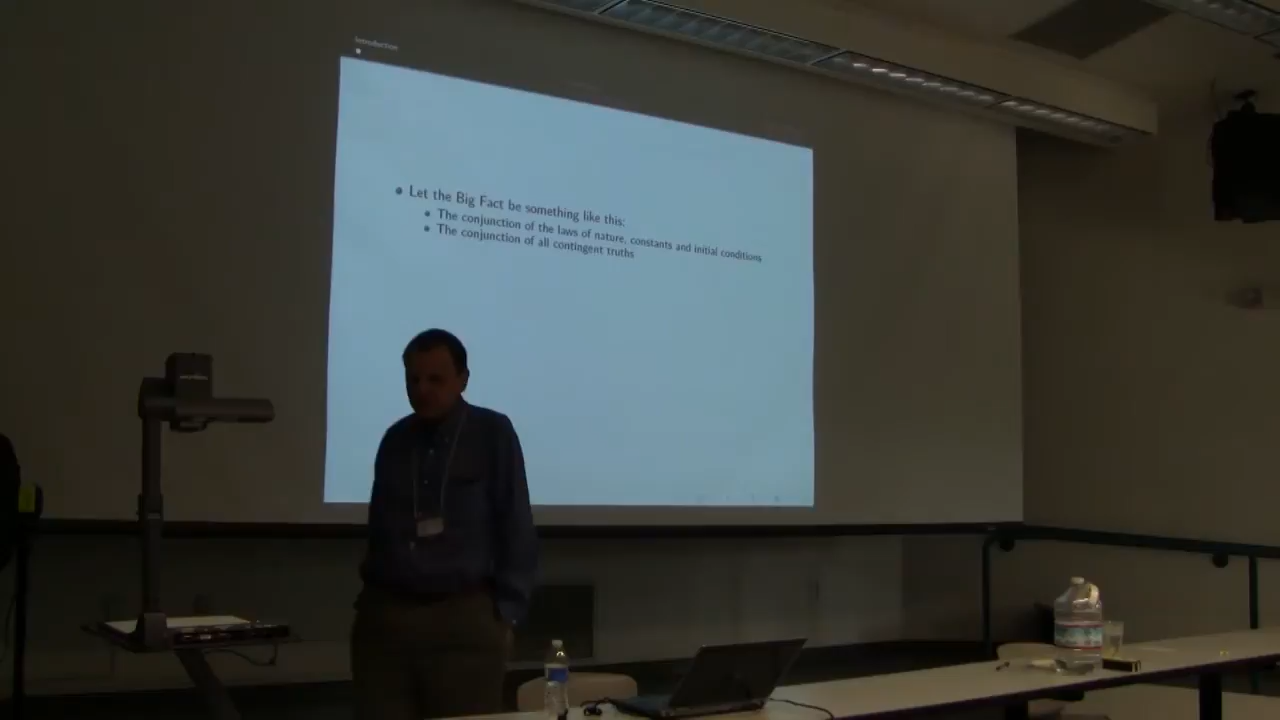 Introduction
• Let the Big Fact be something like this:
• The conjunction of the laws of nature, constants and initial conditions
• The conjunction of all contingent truths